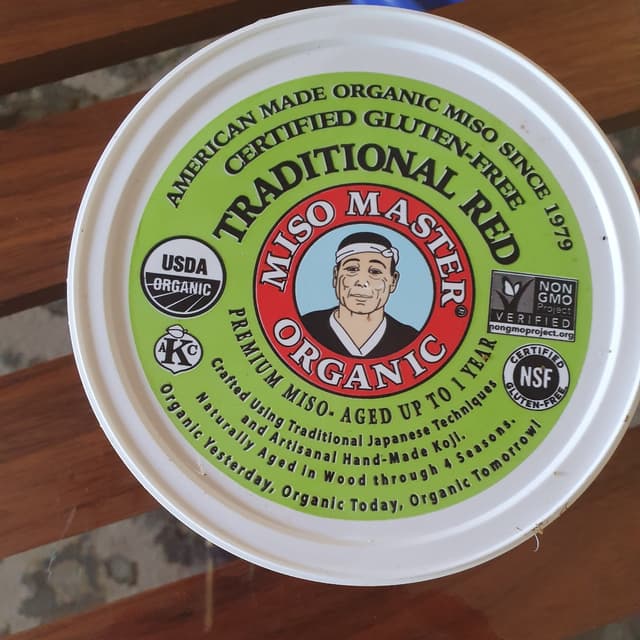 AMERICAN MADE ORGANIC MISO SINCE 1979
CERTIFIED GLUTEN-FREE
TRADITIONAL RED
MISO MASTER®
ORGANIC
USDA
ORGANIC
NON
GMO
Project
VERIFIED
nongmoproject.org
A K C
CERTIFIED
NSF
GLUTEN-FREE
PREMIUM MISO- AGED UP TO 1 YEAR
Crafted Using Traditional Japanese Techniques
and Artisanal Hand-Made Koji.
Naturally Aged in Wood through 4 Seasons.
Organic Yesterday, Organic Today, Organic Tomorrow!